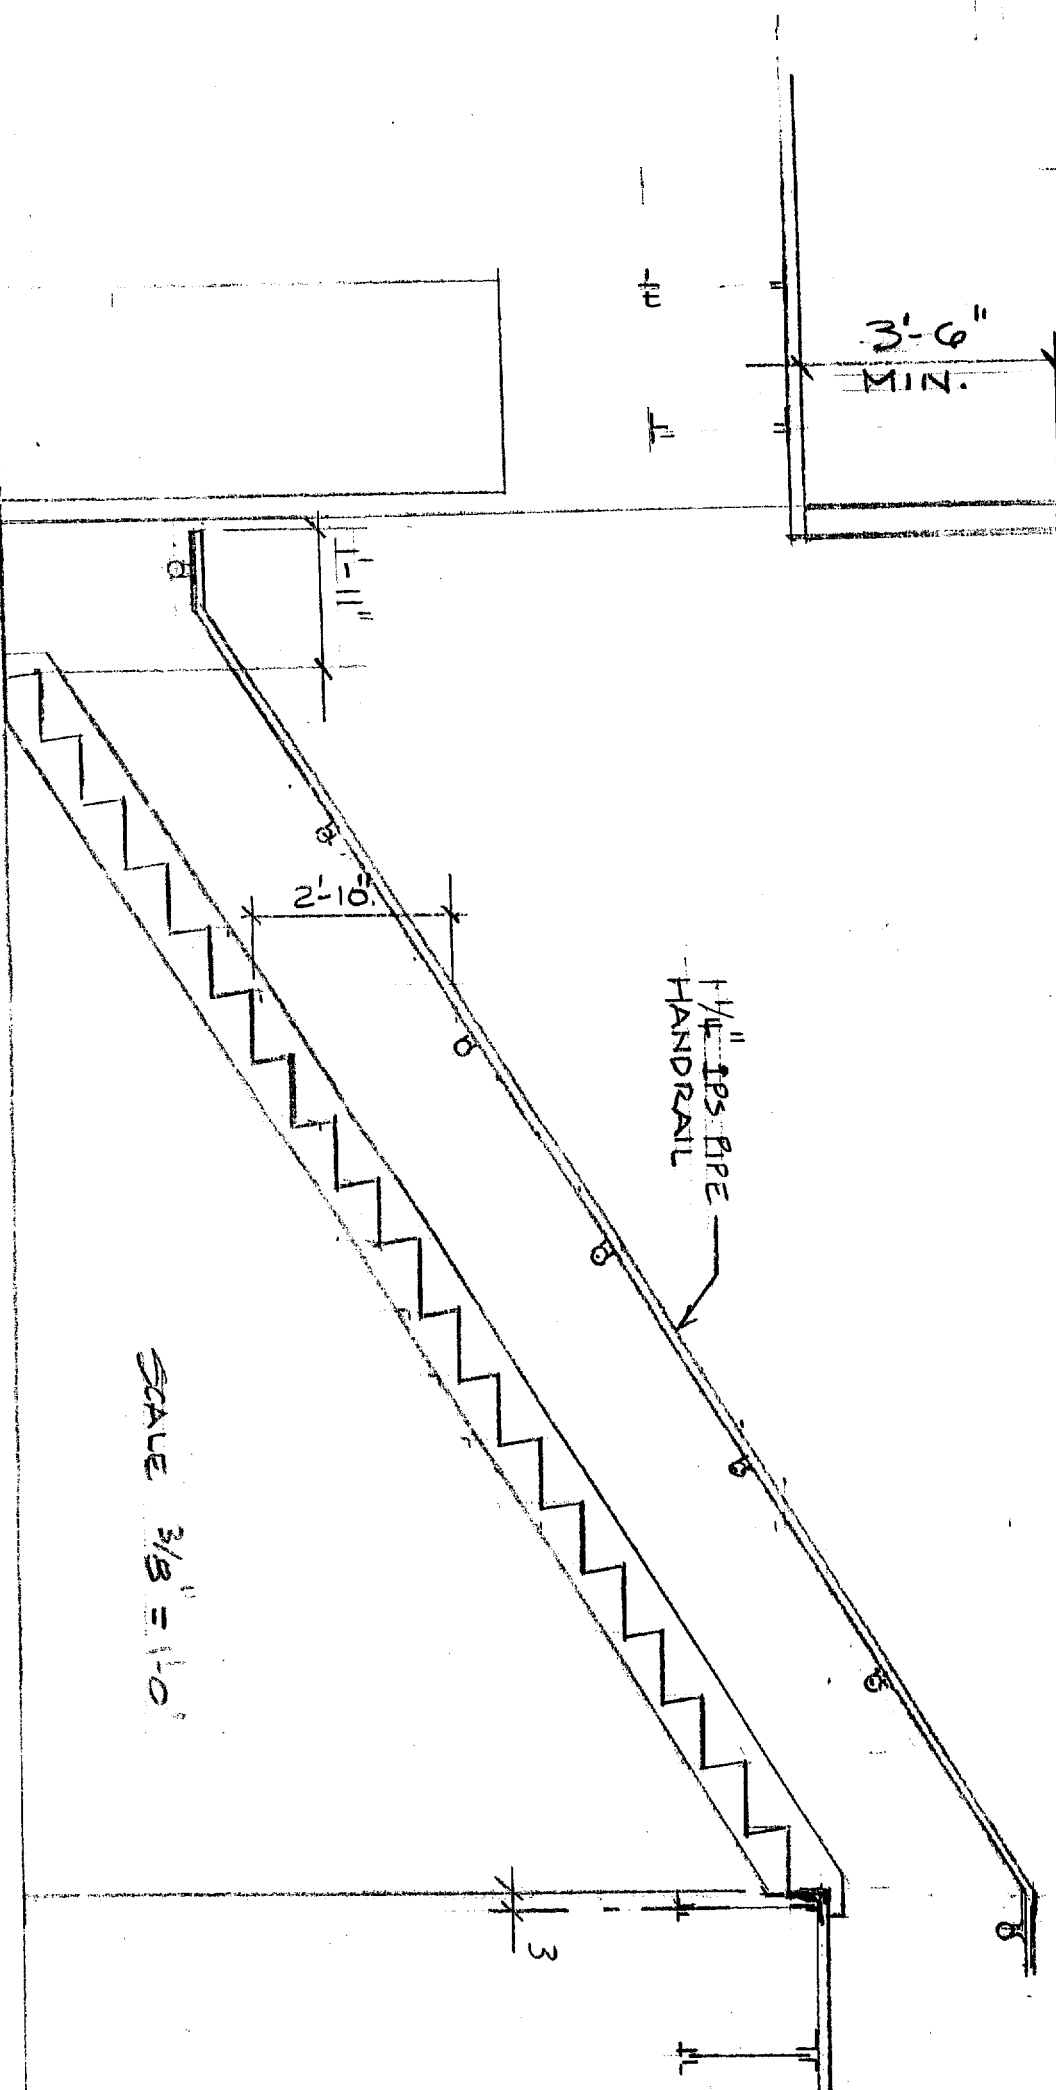 3'-6"
MIN.
1'-11"
2'-10"
1 1/4" IPS PIPE
HANDRAIL
SCALE 3/8" = 1'-0"
3